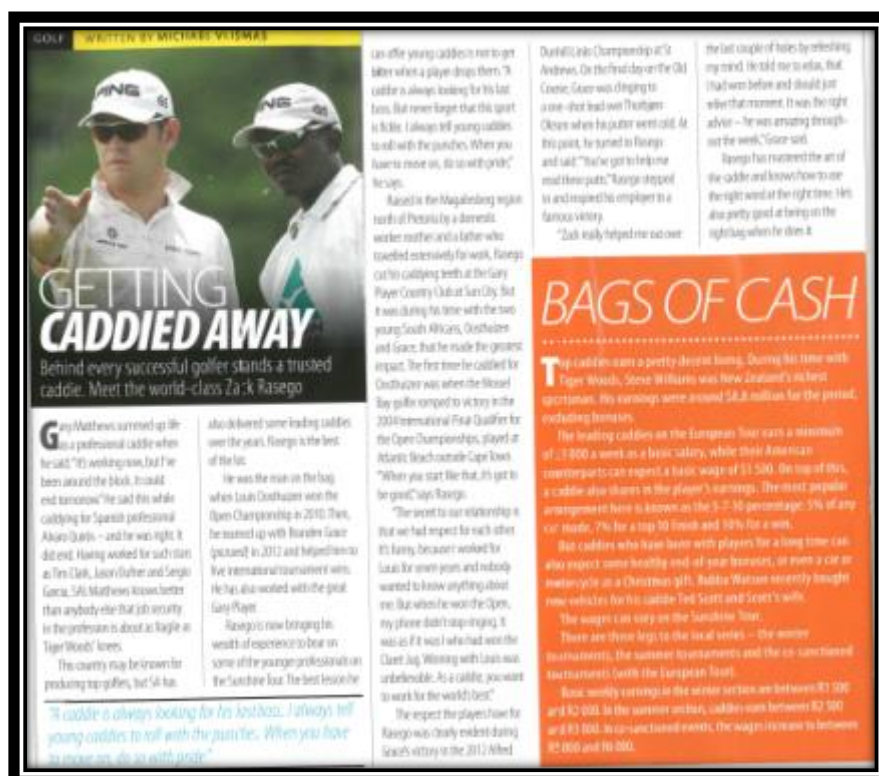 GOLF
WRITTEN BY MICHAEL VLISMAS
PING
PING
GETTING
CADDIED AWAY
Behind every successful golfer stands a trusted
caddie. Meet the world-class Zack Rasego
Gary Matthews summed up life
as a professional caddie when
he said: "It's working now, but I've
been around the block. It could
end tomorrow." He said this while
caddying for Spanish professional
Alvaro Quiros – and he was right. It
did end. Having worked for such stars
as Tim Clark, Jason Dufner and Sergio
Garcia, SA's Matthews knows better
than anybody else that job security
in the profession is about as fragile as
Tiger Woods' knees.
This country may be known for
producing top golfers, but SA has
"A caddie is always looking for his last boss. I always tell
young caddies to roll with the punches. When you have
to move on, do so with pride"
also delivered some leading caddies
over the years. Rasego is the best
of the lot.
He was the man on the bag
when Louis Oosthuizen won the
Open Championship in 2010. Then,
he teamed up with Branden Grace
(pictured) in 2012 and helped him to
five international tournament wins.
He has also worked with the great
Gary Player.
Rasego is now bringing his
wealth of experience to bear on
some of the younger professionals on
the Sunshine Tour. The best lesson he
can offer young caddies is not to get
bitter when a player drops them. "A
caddie is always looking for his last
boss. But never forget that this sport
is fickle. I always tell young caddies
to roll with the punches. When you
have to move on, do so with pride,"
he says.
Raised in the Magaliesberg region
north of Pretoria by a domestic
worker mother and a father who
travelled extensively for work, Rasego
cut his caddying teeth at the Gary
Player Country Club at Sun City. But
it was during his time with the two
young South Africans, Oosthuizen
and Grace, that he made the greatest
impact. The first time he caddied for
Oosthuizen was when the Mossel
Bay golfer romped to victory in the
2004 International Final Qualifier for
the Open Championships, played at
Atlantic Beach outside Cape Town.
"When you start like that, it's got to
be good," says Rasego.
"The secret to our relationship is
that we had respect for each other.
It's funny, because I worked for
Louis for seven years and nobody
wanted to know anything about
me. But when he won the Open,
my phone didn't stop ringing. It
was as if it was I who had won the
Claret Jug. Winning with Louis was
unbelievable. As a caddie, you want
to work for the world's best."
The respect the players have for
Rasego was clearly evident during
Grace's victory in the 2012 Alfred
Dunhill Links Championship at St
Andrews. On the final day on the Old
Course, Grace was clinging to
a one-shot lead over Thorbjørn
Olesen when his putter went cold. At
this point, he turned to Rasego
and said: "You've got to help me
read these putts." Rasego stepped
in and inspired his employer to a
famous victory.
"Zack really helped me out over
the last couple of holes by refreshing
my mind. He told me to relax, that
I had won before and should just
relive that moment. It was the right
advice – he was amazing through-
out the week," Grace said.
Rasego has mastered the art of
the caddie and knows how to use
the right word at the right time. He's
also pretty good at being on the
right bag when he does it
BAGS OF CASH
Top caddies earn a pretty decent living. During his time with
Tiger Woods, Steve Williams was New Zealand's richest
sportsman. His earnings were around $8.8 million for the period,
excluding bonuses.
The leading caddies on the European Tour earn a minimum
of 000 a week as a basic salary, while their American
counterparts can expect a basic wage of $1 500. On top of this,
a caddie also shares in the player's earnings. The most popular
arrangement here is known as the 5-7-10 percentage: 5% of any
cut made, 7% for a top 10 finish and 10% for a win.
But caddies who have been with players for a long time can
also expect some healthy end-of-year bonuses, or even a car or
motorcycle as a Christmas gift. Bubba Watson recently bought
new vehicles for his caddie Ted Scott and Scott's wife.
The wages can vary on the Sunshine Tour.
There are three legs to the local series – the winter
tournaments, the summer tournaments and the co-sanctioned
tournaments (with the European Tour).
Basic weekly earnings in the winter section are between R1 500
and R2 000. In the summer section, caddies earn between R2 500
and R3 000. In co-sanctioned events, the wages increase to between
R5 000 and R6 000.